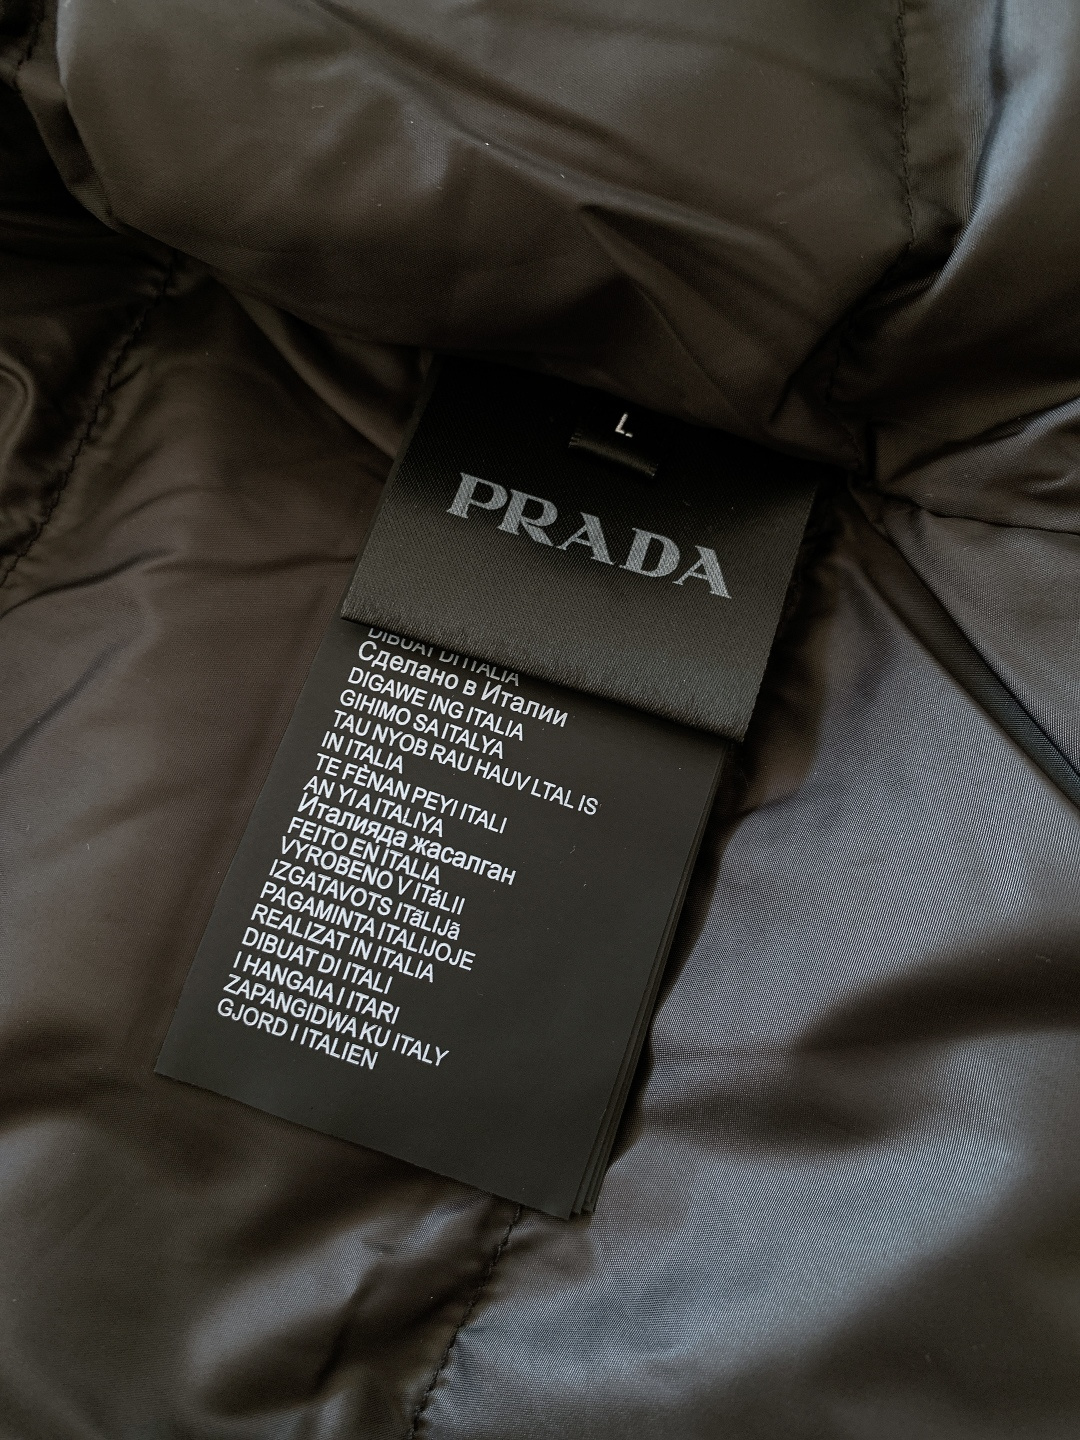 L
PRADA
DIBUAT DI ITALIA
Сделано в Италии
DIGAWE ING ITALIA
GIHIMO SA ITALYA
TAU NYOB RAU HAUV LTAL IS
IN ITALIA
TE FÈNAN PEYI ITALI
AN YI A ITALIYA
Италияда жасалган
FEITO EN ITALIA
VYROBENO V ITáLII
IZGATAVOTS ITãLIJã
PAGAMINTA ITALIJOJE
REALIZAT IN ITALIA
DIBUAT DI ITALI
I HANGAIA I ITARI
ZAPANGIDWA KU ITALY
GJORD I ITALIEN